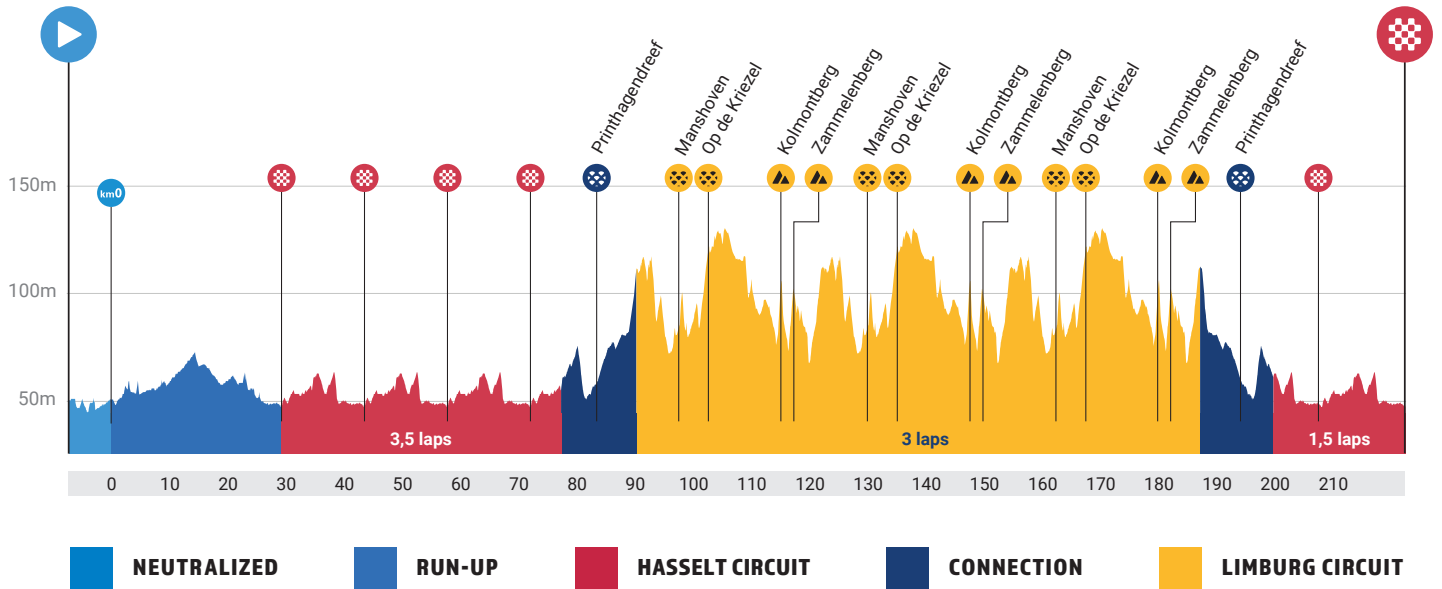 Printhagendreef
Manshoven
Op de Kriezel
Kolmontberg
Zammelenberg
Manshoven
Op de Kriezel
Kolmontberg
Zammelenberg
Manshoven
Op de Kriezel
Kolmontberg
Zammelenberg
Printhagendreef
150m
km0
100m
50m
3,5 laps
3 laps
1,5 laps
0 10 20 30 40 50 60 70 80 90 100 110 120 130 140 150 160 170 180 190 200 210
NEUTRALIZED RUN-UP HASSELT CIRCUIT CONNECTION LIMBURG CIRCUIT